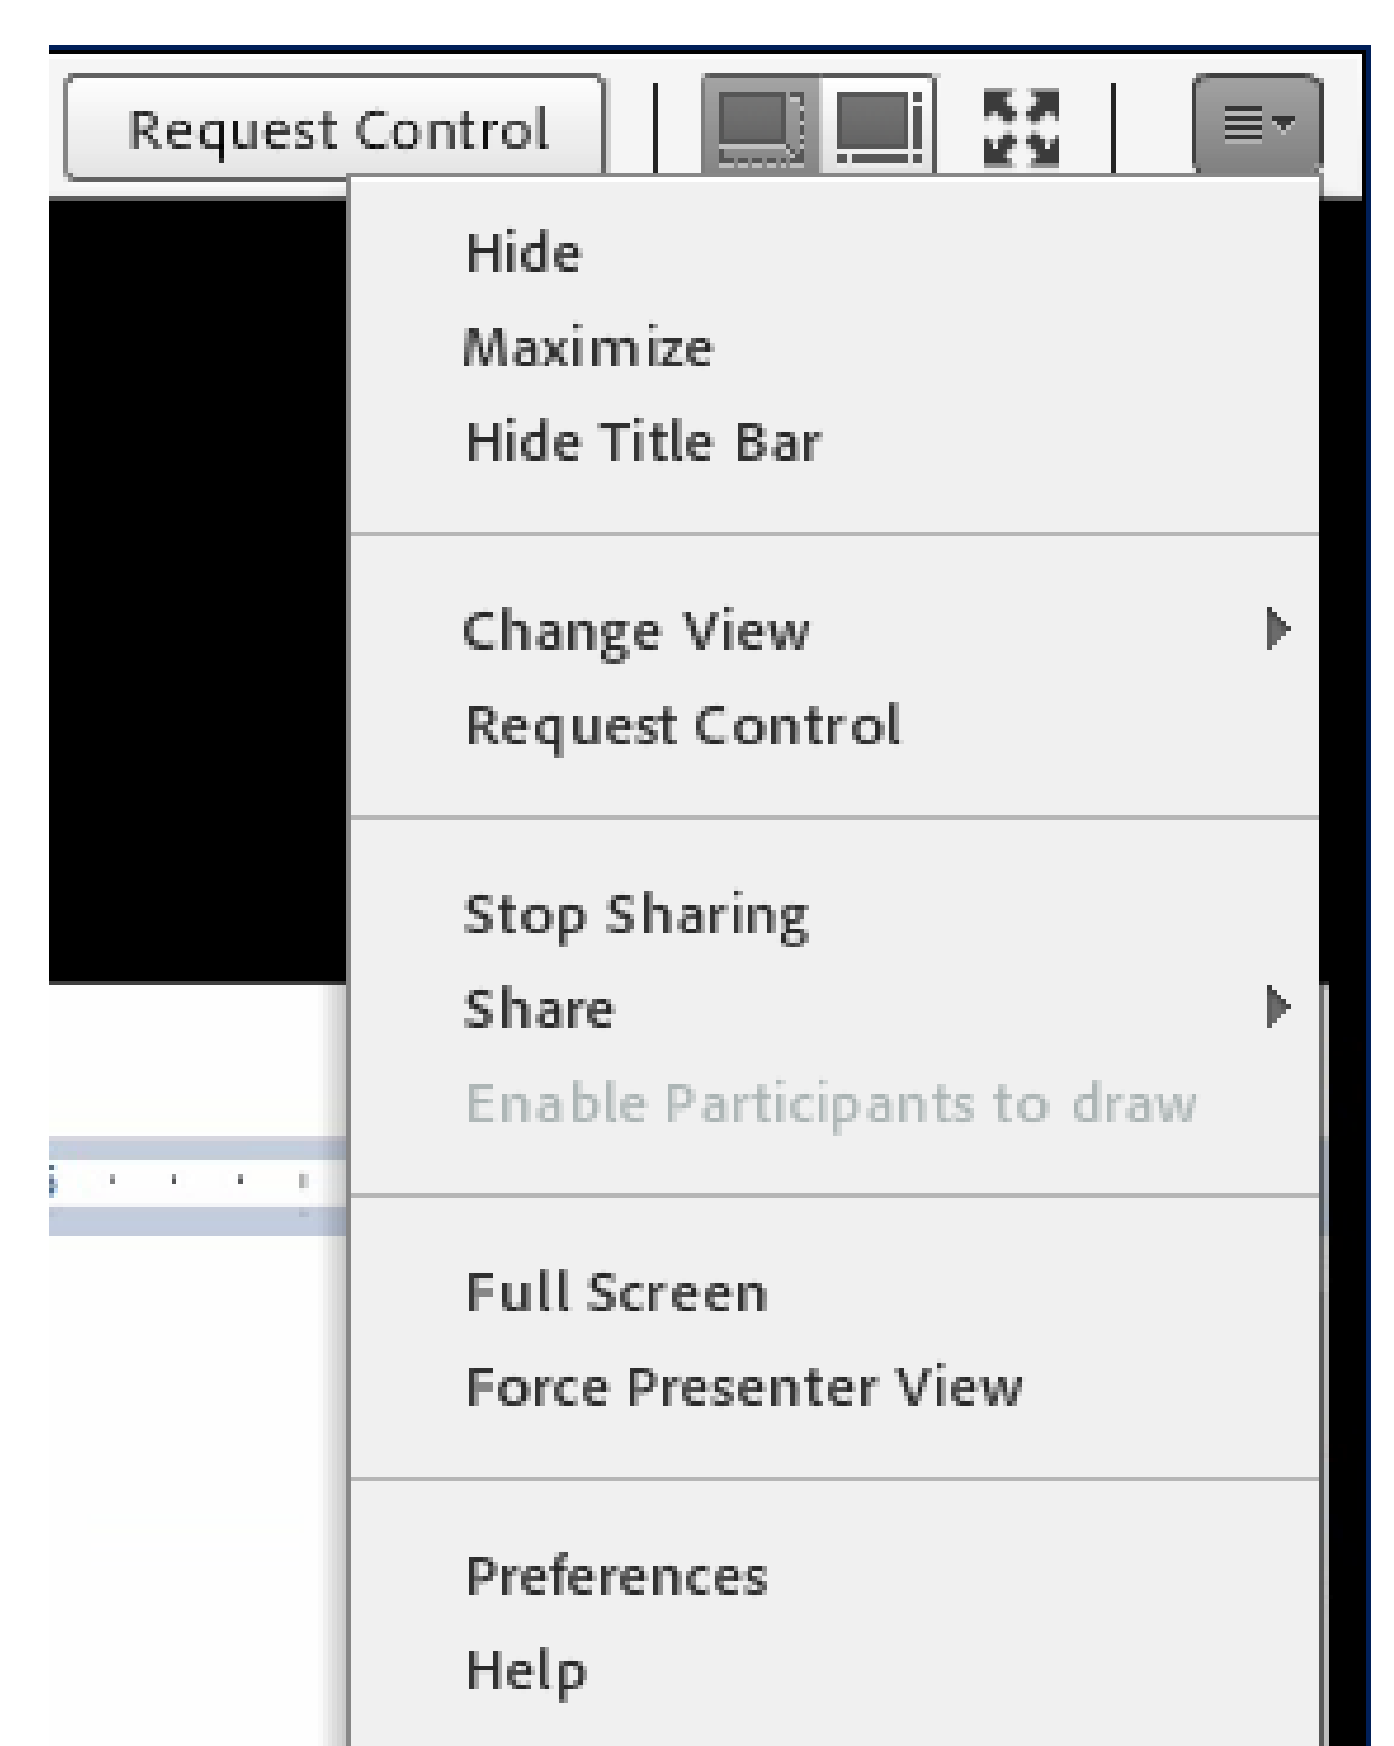 Request Control
Hide
Maximize
Hide Title Bar
Change View
Request Control
Stop Sharing
Share
Enable Participants to draw
Full Screen
Force Presenter View
Preferences
Help